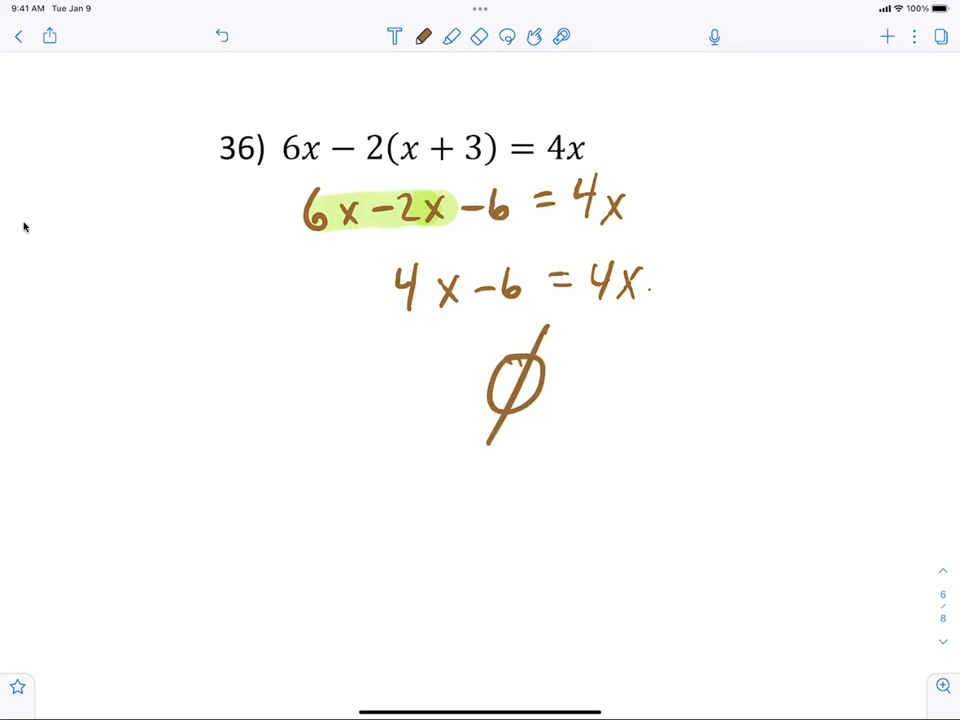 9:41 AM Tue Jan 9
100%
36) 6x − 2(x + 3) = 4x
6x − 2x − 6 = 4x
4x − 6 = 4x.
∅
6
/
8